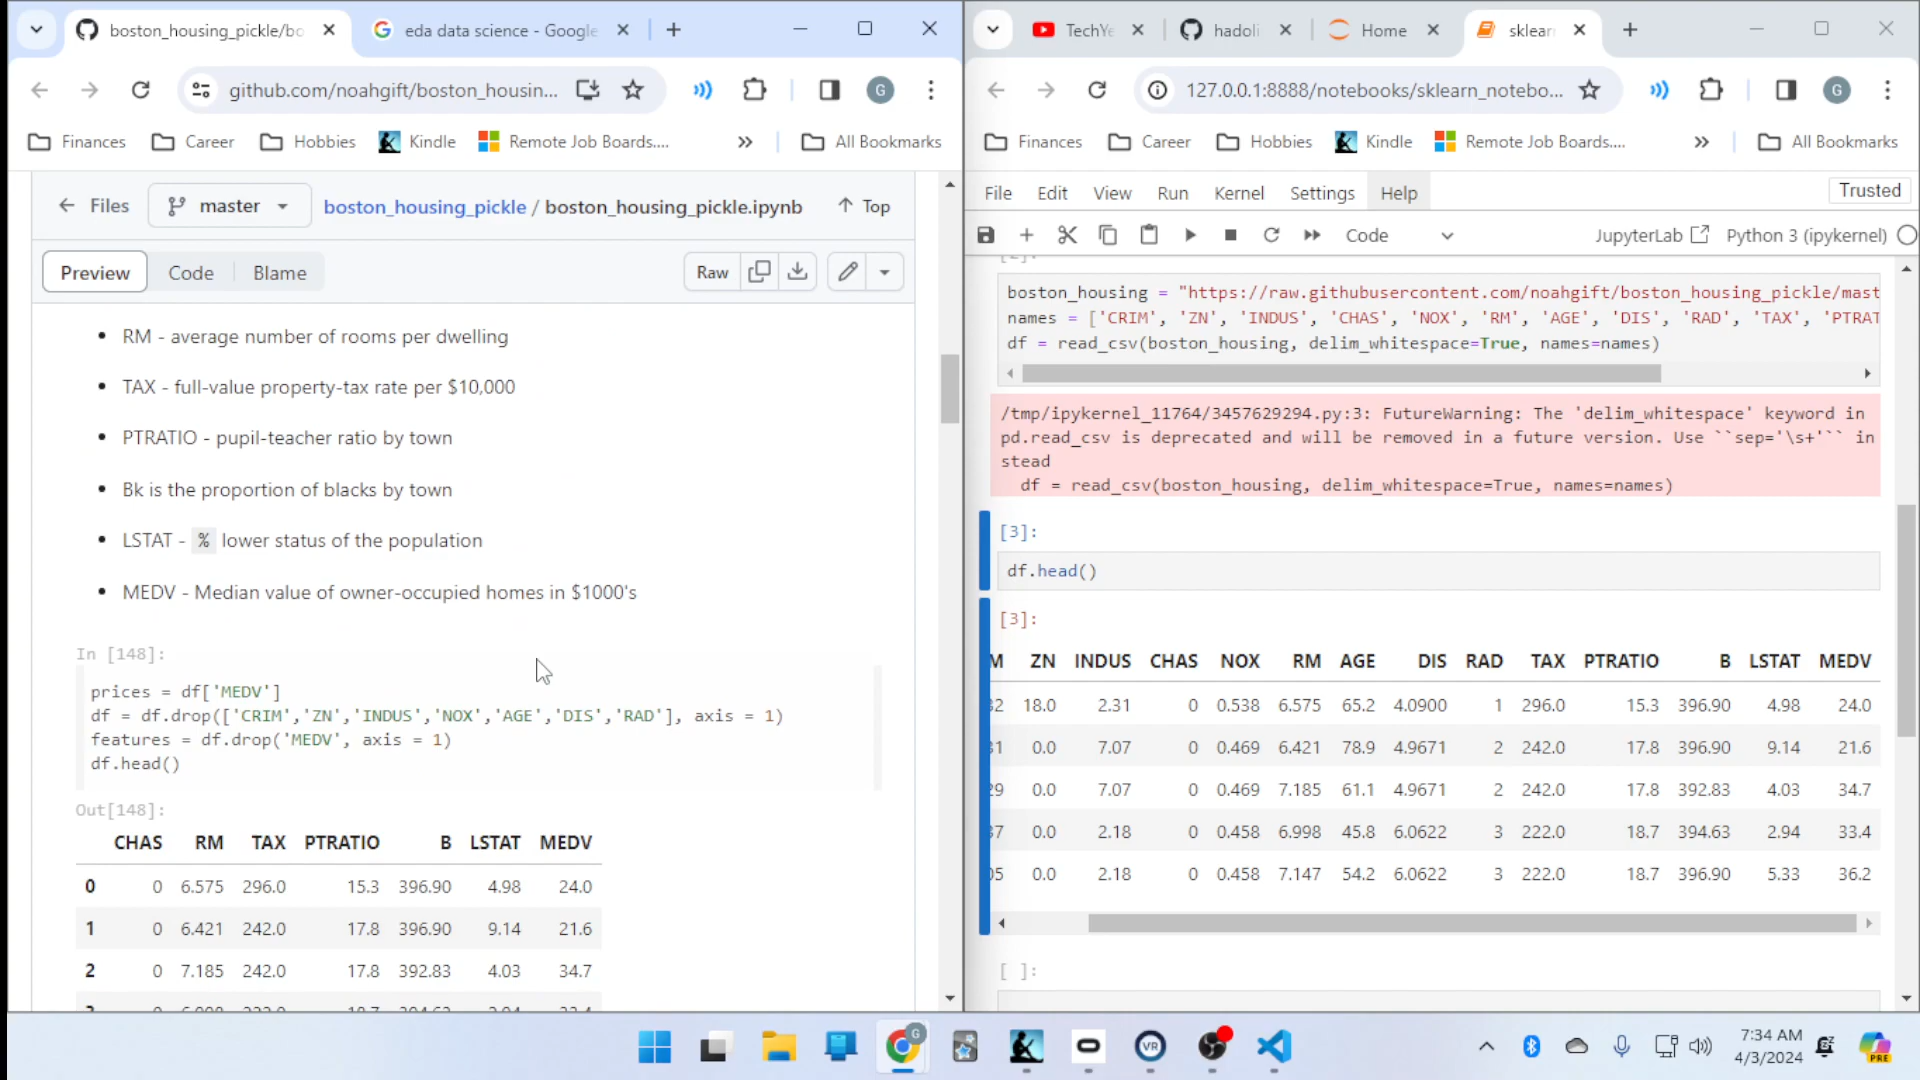 boston_housing_pickle/bo
eda data science - Google
github.com/noahgift/boston_housin...
G
Finances
Career
Hobbies
Kindle
Remote Job Boards....
»
All Bookmarks
Files
master
boston_housing_pickle / boston_housing_pickle.ipynb
Top
Preview
Code
Blame
Raw
• RM - average number of rooms per dwelling
• TAX - full-value property-tax rate per $10,000
• PTRATIO - pupil-teacher ratio by town
• Bk is the proportion of blacks by town
• LSTAT - % lower status of the population
• MEDV - Median value of owner-occupied homes in $1000's
In [148]:
prices = df['MEDV']
df = df.drop(['CRIM','ZN','INDUS','NOX','AGE','DIS','RAD'], axis = 1)
features = df.drop('MEDV', axis = 1)
df.head()
Out[148]:
CHAS RM TAX PTRATIO B LSTAT MEDV
0 0 6.575 296.0 15.3 396.90 4.98 24.0
1 0 6.421 242.0 17.8 396.90 9.14 21.6
2 0 7.185 242.0 17.8 392.83 4.03 34.7
TechYe
hadoli
Home
sklear
127.0.0.1:8888/notebooks/sklearn_notebo...
G
Finances
Career
Hobbies
Kindle
Remote Job Boards....
»
All Bookmarks
File Edit View Run Kernel Settings Help
Trusted
Code
JupyterLab
Python 3 (ipykernel)
[2]:
boston_housing = "https://raw.githubusercontent.com/noahgift/boston_housing_pickle/mast
names = ['CRIM', 'ZN', 'INDUS', 'CHAS', 'NOX', 'RM', 'AGE', 'DIS', 'RAD', 'TAX', 'PTRAT
df = read_csv(boston_housing, delim_whitespace=True, names=names)
/tmp/ipykernel_11764/3457629294.py:3: FutureWarning: The 'delim_whitespace' keyword in
pd.read_csv is deprecated and will be removed in a future version. Use ``sep='\s+'`` in
stead
df = read_csv(boston_housing, delim_whitespace=True, names=names)
[3]:
df.head()
[3]:
M ZN INDUS CHAS NOX RM AGE DIS RAD TAX PTRATIO B LSTAT MEDV
32 18.0 2.31 0 0.538 6.575 65.2 4.0900 1 296.0 15.3 396.90 4.98 24.0
31 0.0 7.07 0 0.469 6.421 78.9 4.9671 2 242.0 17.8 396.90 9.14 21.6
29 0.0 7.07 0 0.469 7.185 61.1 4.9671 2 242.0 17.8 392.83 4.03 34.7
37 0.0 2.18 0 0.458 6.998 45.8 6.0622 3 222.0 18.7 394.63 2.94 33.4
05 0.0 2.18 0 0.458 7.147 54.2 6.0622 3 222.0 18.7 396.90 5.33 36.2
[ ]:
G
VR
7:34 AM
4/3/2024
PRE